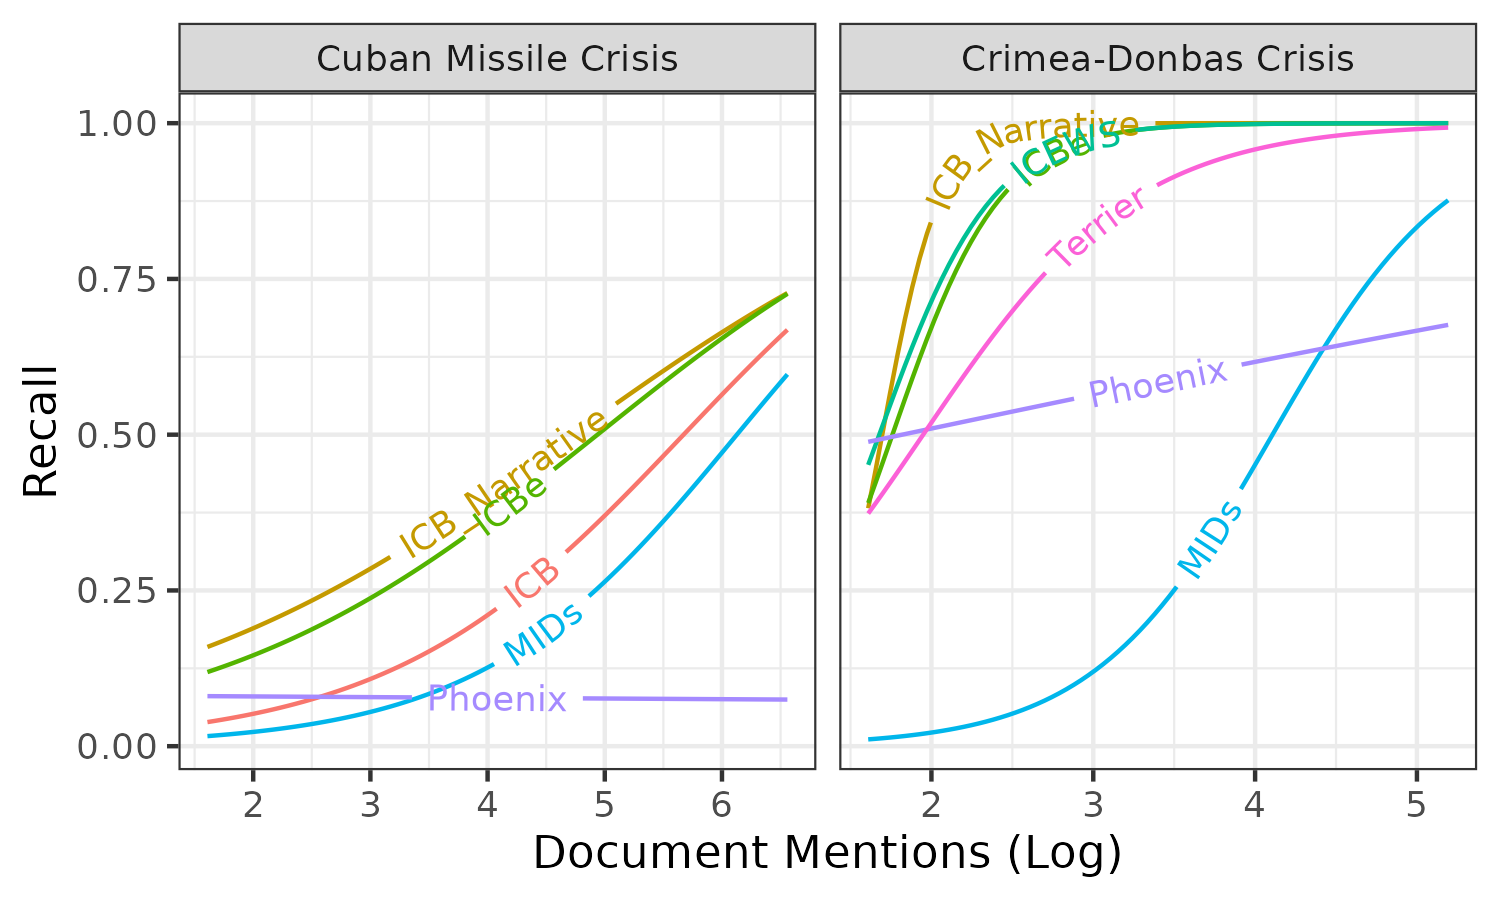 Cuban Missile Crisis
Crimea-Donbas Crisis
Recall
1.00
0.75
0.50
0.25
0.00
ICB_Narrative
ICBe
ICB
MIDs
Phoenix
ICB_Narrative
ICEWS
ICBe
Terrier
Phoenix
MIDs
2 3 4 5 6
2 3 4 5
Document Mentions (Log)